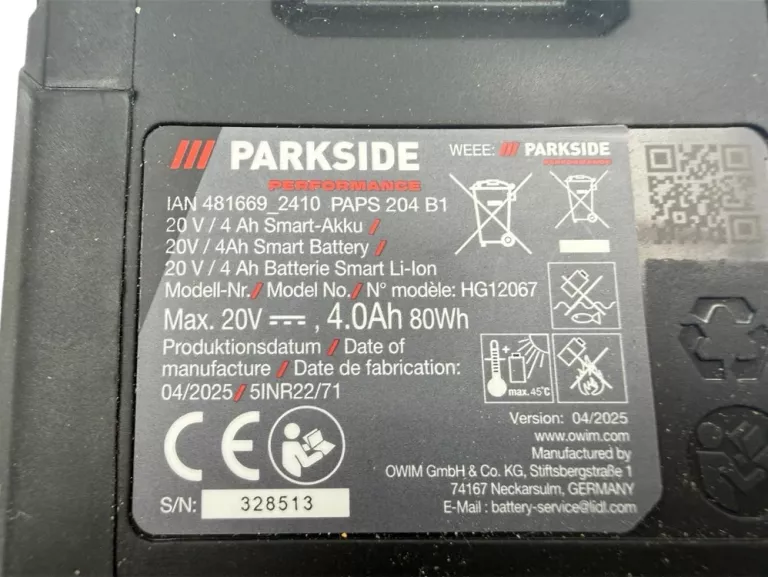 PARKSIDE
PERFORMANCE
WEEE: PARKSIDE
PERFORMANCE
IAN 481669_2410 PAPS 204 B1
20 V / 4 Ah Smart-Akku /
20V / 4Ah Smart Battery /
20 V / 4 Ah Batterie Smart Li-Ion
Modell-Nr. / Model No. / N° modèle: HG12067
Max. 20V ⎓ , 4.0Ah 80Wh
Produktionsdatum / Date of
manufacture / Date de fabrication:
04/2025 / 5INR22/71
max. 45°C
CE
Version: 04/2025
www.owim.com
Manufactured by
OWIM GmbH & Co. KG, Stiftsbergstraße 1
74167 Neckarsulm, GERMANY
E-Mail : battery-service@lidl.com
S/N: 328513